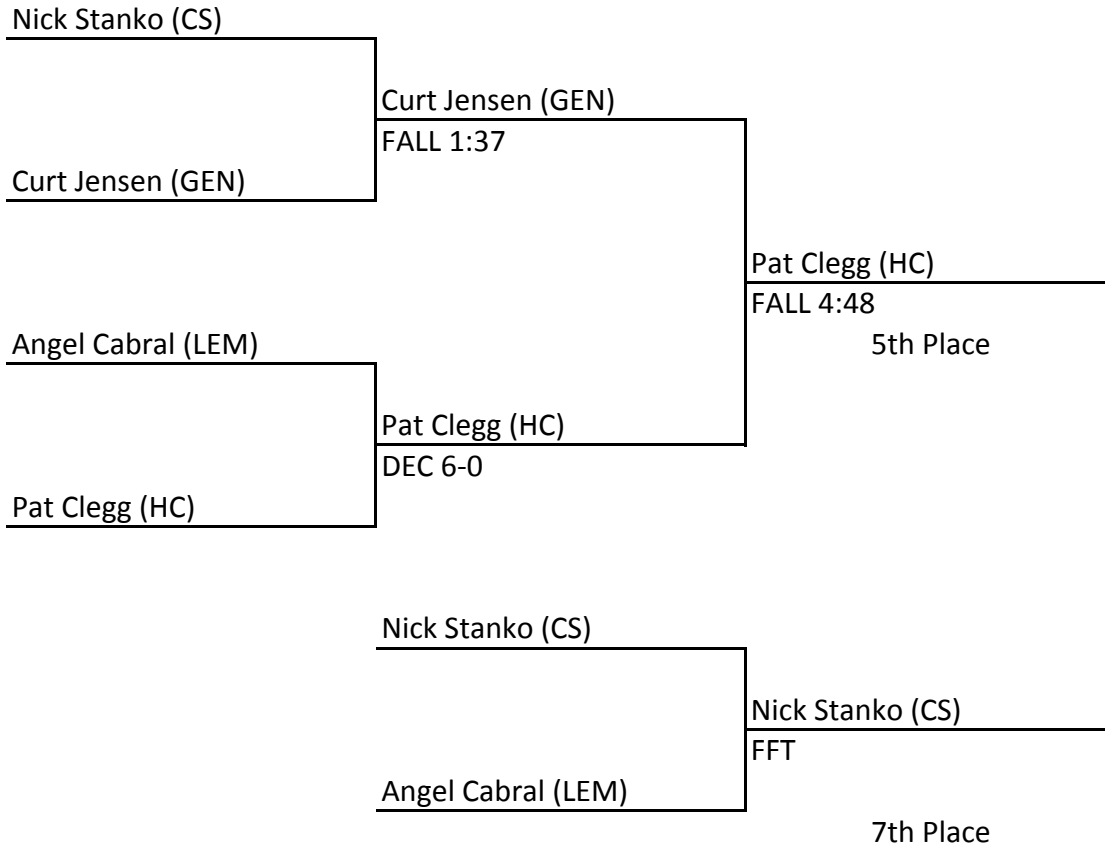 Nick Stanko (CS)
Curt Jensen (GEN)
FALL 1:37
Curt Jensen (GEN)
Pat Clegg (HC)
FALL 4:48
Angel Cabral (LEM)
5th Place
Pat Clegg (HC)
DEC 6-0
Pat Clegg (HC)
Nick Stanko (CS)
Nick Stanko (CS)
FFT
Angel Cabral (LEM)
7th Place